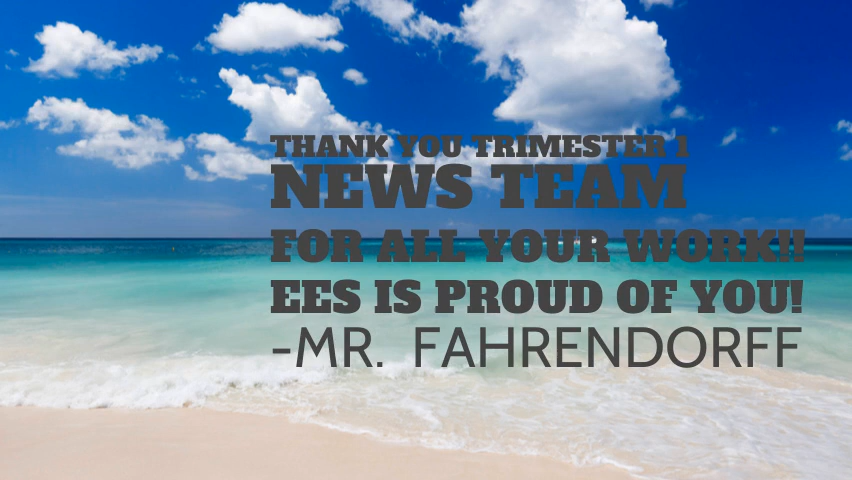 THANK YOU TRIMESTER 1
NEWS TEAM
FOR ALL YOUR WORK!!
EES IS PROUD OF YOU!
-MR. FAHRENDORFF